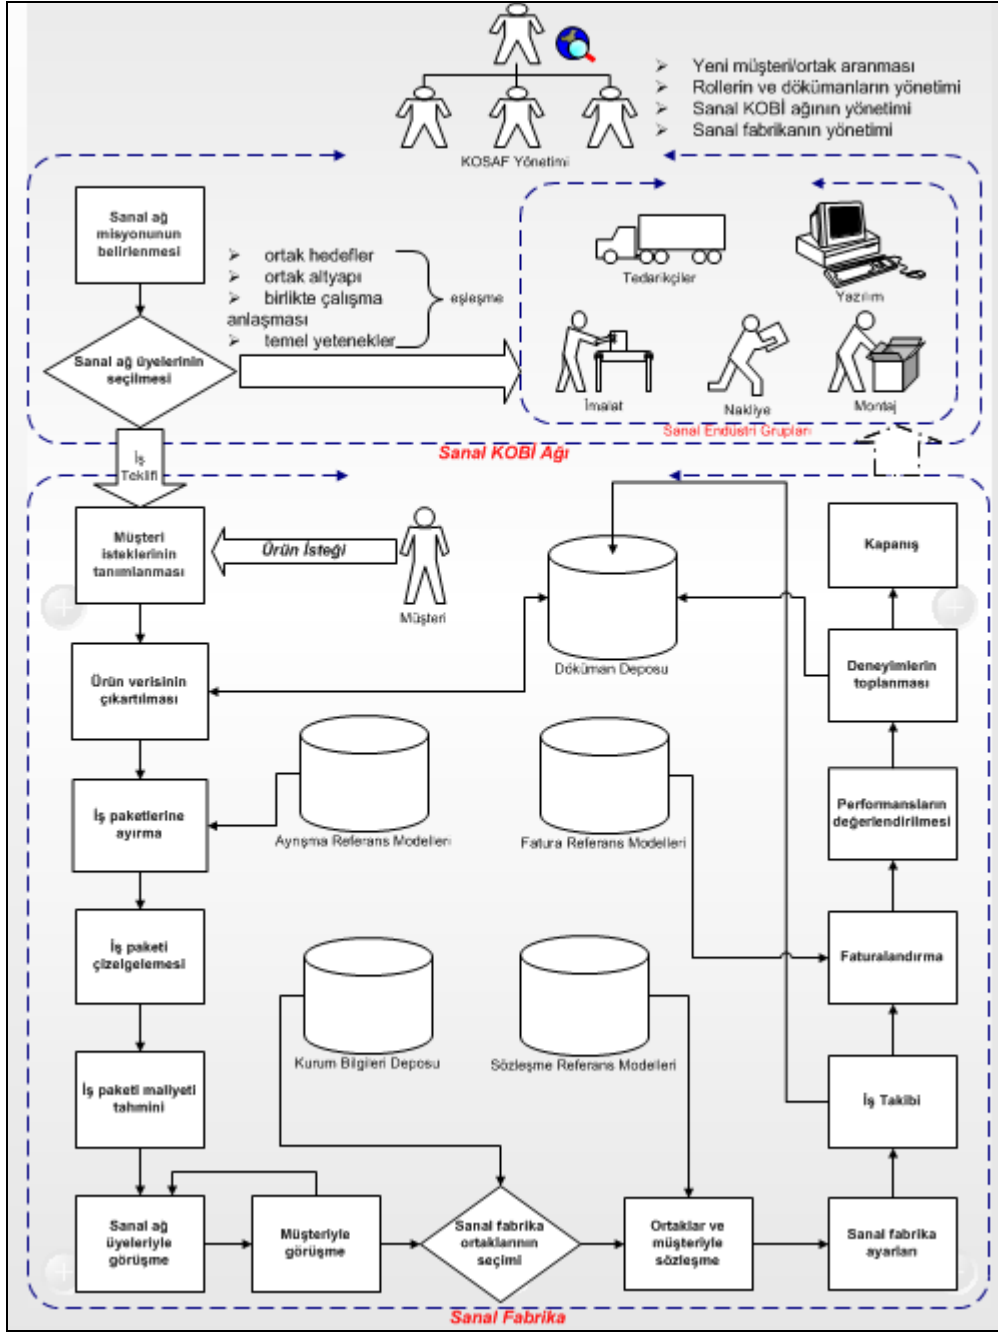 ➢ Yeni müşteri/ortak aranması
➢ Rollerin ve dökümanların yönetimi
➢ Sanal KOBİ ağının yönetimi
➢ Sanal fabrikanın yönetimi
KOSAF Yönetimi
Sanal ağ
misyonunun
belirlenmesi
➢ ortak hedefler
➢ ortak altyapı
➢ birlikte çalışma
anlaşması
➢ temel yetenekler
eşleşme
Tedarikçiler
Yazılım
İmalat
Nakliye
Montaj
Sanal Endüstri Grupları
Sanal ağ üyelerinin
seçilmesi
Sanal KOBİ Ağı
İş
Teklifi
Müşteri
isteklerinin
tanımlanması
Ürün İsteği
Müşteri
Kapanış
Döküman Deposu
Ürün verisinin
çıkartılması
Deneyimlerin
toplanması
İş paketlerine
ayırma
Ayrışma Referans Modelleri
Fatura Referans Modelleri
Performansların
değerlendirilmesi
İş paketi
çizelgelemesi
Faturalandırma
Kurum Bilgileri Deposu
Sözleşme Referans Modelleri
İş paketi maliyeti
tahmini
İş Takibi
Sanal ağ
üyeleriyle
görüşme
Müşteriyle
görüşme
Sanal fabrika
ortaklarının
seçimi
Ortaklar ve
müşteriyle
sözleşme
Sanal fabrika
ayarları
Sanal Fabrika